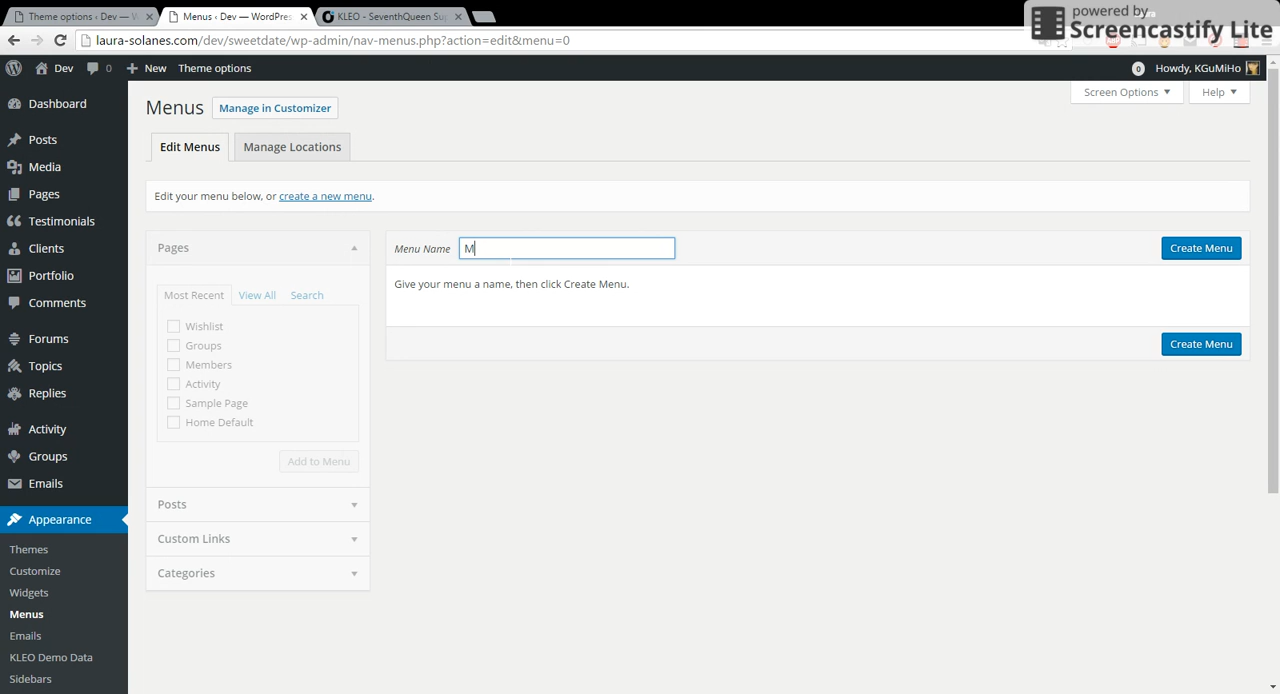 Theme options ‹ Dev — W
Menus ‹ Dev — WordPres
KLEO - SeventhQueen Su
powered by
Screencastify Lite
laura-solanes.com/dev/sweetdate/wp-admin/nav-menus.php?action=edit&menu=0
Dev
0
New
Theme options
0
Howdy, KGuMiHo
Dashboard
Posts
Media
Pages
Testimonials
Clients
Portfolio
Comments
Forums
Topics
Replies
Activity
Groups
Emails
Appearance
Themes
Customize
Widgets
Menus
Emails
KLEO Demo Data
Sidebars
Menus
Manage in Customizer
Screen Options
Help
Edit Menus
Manage Locations
Edit your menu below, or create a new menu.
Pages
Most Recent
View All
Search
Wishlist
Groups
Members
Activity
Sample Page
Home Default
Add to Menu
Posts
Custom Links
Categories
Menu Name
M
Create Menu
Give your menu a name, then click Create Menu.
Create Menu